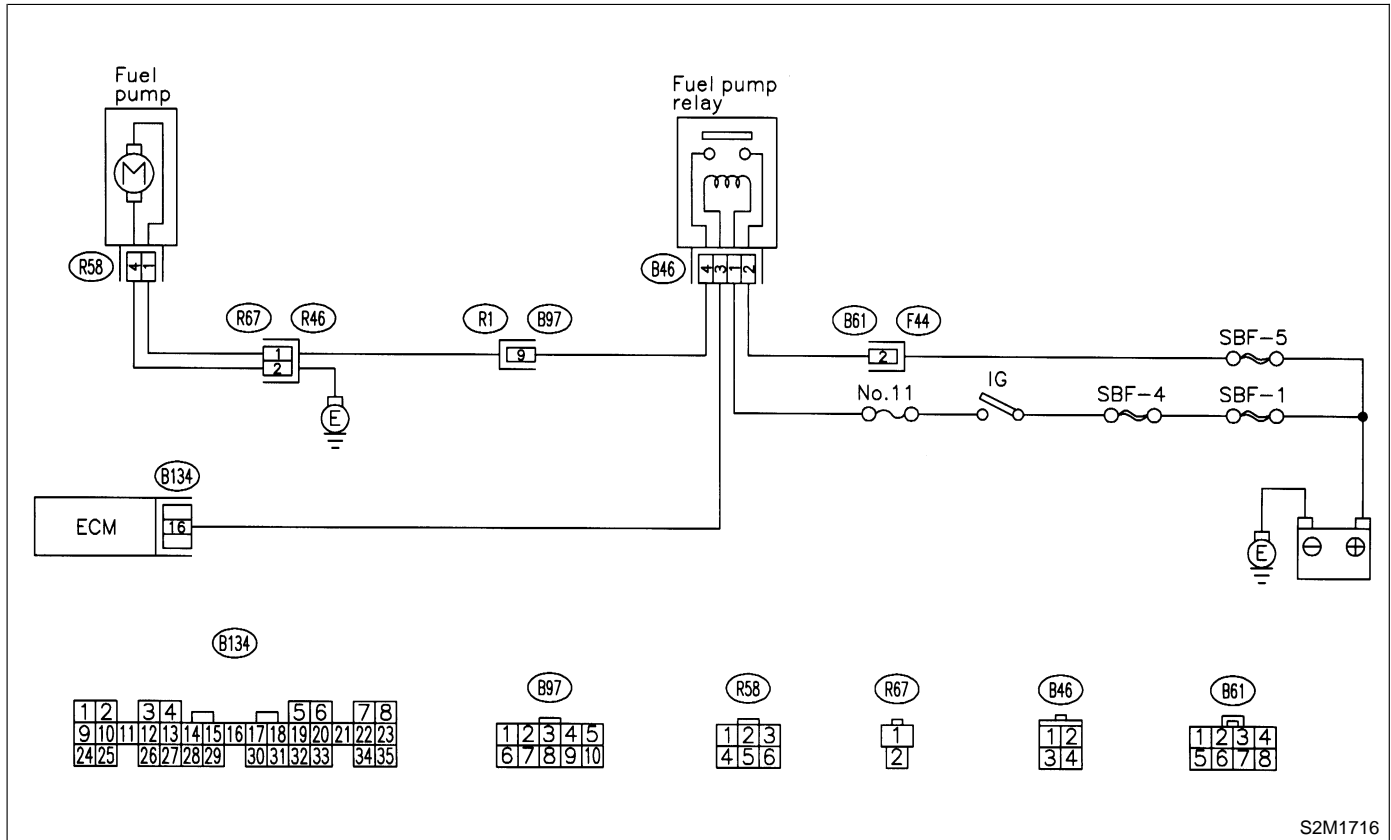 Fuel
pump
Fuel pump
relay
M
R58
4 1
B46
4 3 1 2
R67 R46
R1 B97
B61 F44
1
2
9
2
SBF-5
E
No.11
IG
SBF-4
SBF-1
B134
ECM
16
E
B134
B97
R58
R67
B46
B61
1 2 3 4 5 6 7 8
9 10 11 12 13 14 15 16 17 18 19 20 21 22 23
24 25 26 27 28 29 30 31 32 33 34 35
1 2 3 4 5
6 7 8 9 10
1 2 3
4 5 6
1
2
1 2
3 4
1 2 3 4
5 6 7 8
S2M1716